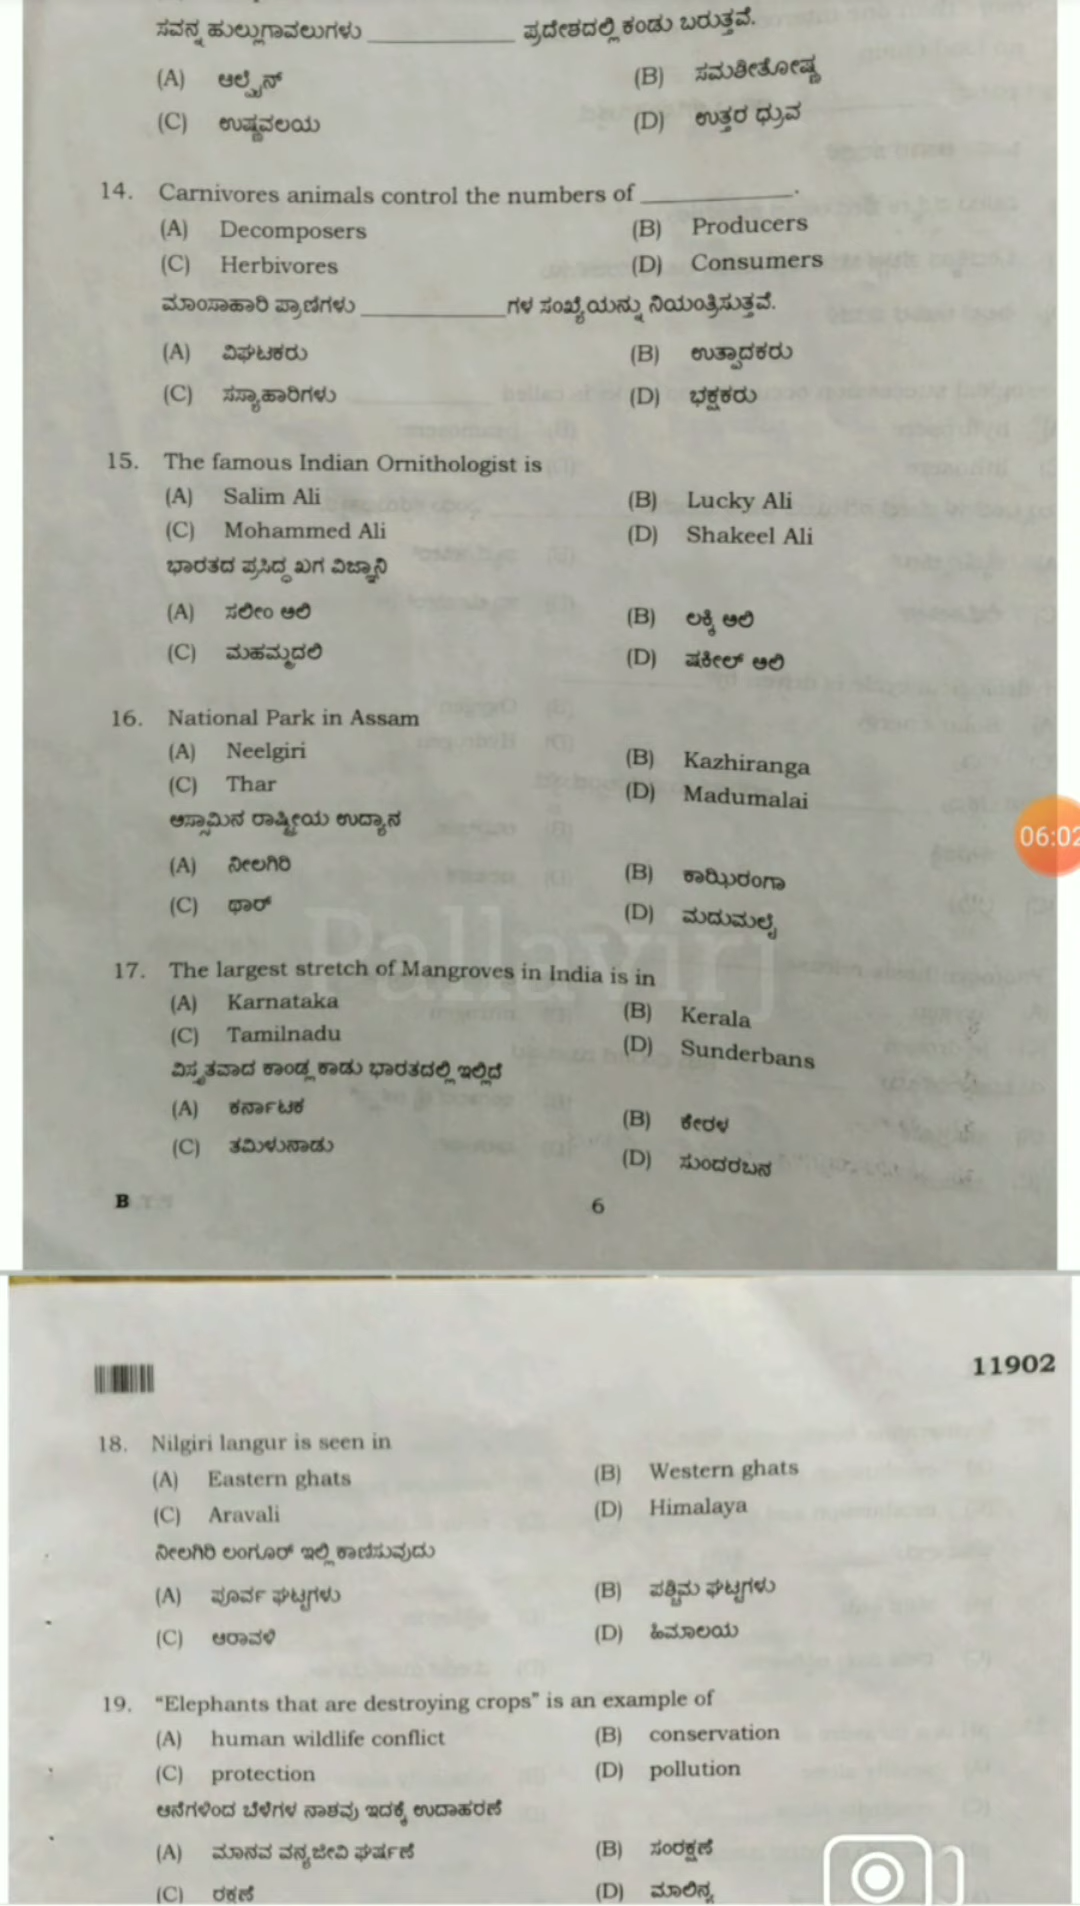 ಸವನ್ನ ಹುಲ್ಲುಗಾವಲುಗಳು __________ ಪ್ರದೇಶದಲ್ಲಿ ಕಂಡು ಬರುತ್ತವೆ.
(A) ಆಲ್ಪೈನ್ (B) ಸಮಶೀತೋಷ್ಣ
(C) ಉಷ್ಣವಲಯ (D) ಉತ್ತರ ಧ್ರುವ
14. Carnivores animals control the numbers of __________.
(A) Decomposers (B) Producers
(C) Herbivores (D) Consumers
ಮಾಂಸಾಹಾರಿ ಪ್ರಾಣಿಗಳು __________ಗಳ ಸಂಖ್ಯೆಯನ್ನು ನಿಯಂತ್ರಿಸುತ್ತವೆ.
(A) ವಿಘಟಕರು (B) ಉತ್ಪಾದಕರು
(C) ಸಸ್ಯಾಹಾರಿಗಳು (D) ಭಕ್ಷಕರು
15. The famous Indian Ornithologist is
(A) Salim Ali (B) Lucky Ali
(C) Mohammed Ali (D) Shakeel Ali
ಭಾರತದ ಪ್ರಸಿದ್ಧ ಖಗ ವಿಜ್ಞಾನಿ
(A) ಸಲೀಂ ಆಲಿ (B) ಲಕ್ಕಿ ಆಲಿ
(C) ಮಹಮ್ಮದಲಿ (D) ಷಕೀಲ್ ಆಲಿ
16. National Park in Assam
(A) Neelgiri (B) Kazhiranga
(C) Thar (D) Madumalai
ಆಸ್ಸಾಮಿನ ರಾಷ್ಟ್ರೀಯ ಉದ್ಯಾನ
06:02
(A) ನೀಲಗಿರಿ (B) ಕಾಝಿರಂಗಾ
(C) ಥಾರ್ (D) ಮದುಮಲೈ
Pallavirj
17. The largest stretch of Mangroves in India is in
(A) Karnataka (B) Kerala
(C) Tamilnadu (D) Sunderbans
ವಿಸ್ತೃತವಾದ ಕಾಂಡ್ಲ ಕಾಡು ಭಾರತದಲ್ಲಿ ಇಲ್ಲಿದೆ
(A) ಕರ್ನಾಟಕ (B) ಕೇರಳ
(C) ತಮಿಳುನಾಡು (D) ಸುಂದರಬನ
B 6
11902
18. Nilgiri langur is seen in
(A) Eastern ghats (B) Western ghats
(C) Aravali (D) Himalaya
ನೀಲಗಿರಿ ಲಂಗೂರ್ ಇಲ್ಲಿ ಕಾಣಿಸುವುದು
(A) ಪೂರ್ವ ಘಟ್ಟಗಳು (B) ಪಶ್ಚಿಮ ಘಟ್ಟಗಳು
(C) ಆರಾವಳಿ (D) ಹಿಮಾಲಯ
19. “Elephants that are destroying crops” is an example of
(A) human wildlife conflict (B) conservation
(C) protection (D) pollution
ಆನೆಗಳಿಂದ ಬೆಳೆಗಳ ನಾಶವು ಇದಕ್ಕೆ ಉದಾಹರಣೆ
(A) ಮಾನವ ವನ್ಯಜೀವಿ ಘರ್ಷಣೆ (B) ಸಂರಕ್ಷಣೆ
(C) ರಕ್ಷಣೆ (D) ಮಾಲಿನ್ಯ